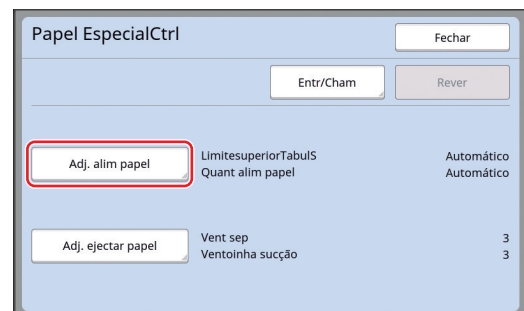 Papel EspecialCtrl
Fechar
Entr/Cham
Rever
Adj. alim papel
LimitesuperiorTabulS Automático
Quant alim papel Automático
Adj. ejectar papel
Vent sep 3
Ventoinha sucção 3